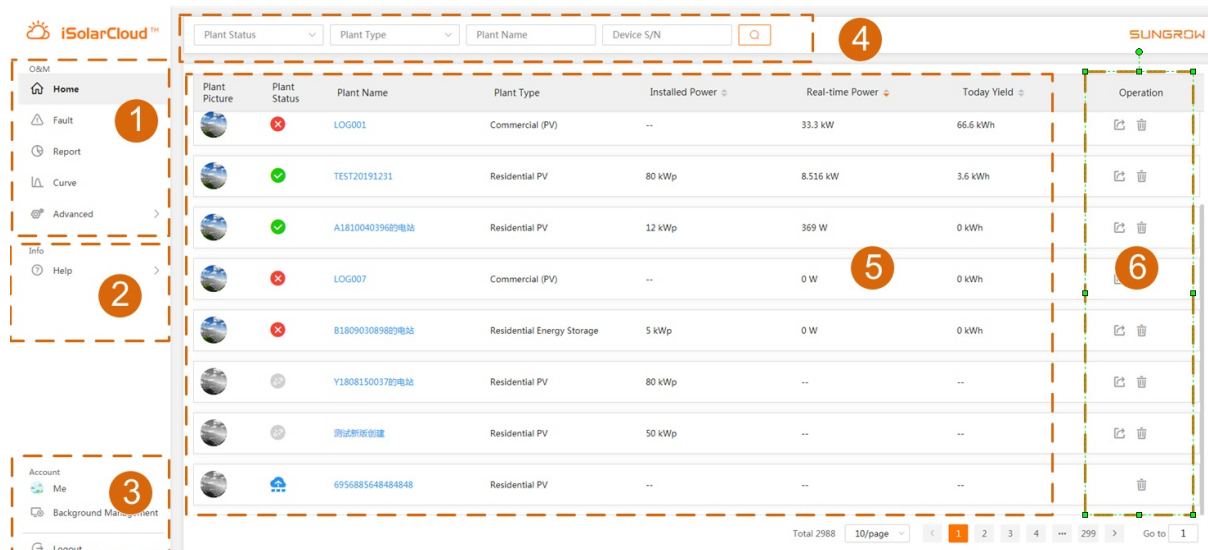 iSolarCloud™
Plant Status
Plant Type
Plant Name
Device S/N
4
SUNGROW
O&M
Home
Fault
1
Report
Curve
Advanced
Info
Help
2
Account
Me
3
Background Management
Logout
Plant Picture Plant Status Plant Name Plant Type Installed Power Real-time Power Today Yield Operation
LOG001 Commercial (PV) -- 33.3 kW 66.6 kWh
TEST20191231 Residential PV 80 kWp 8.516 kW 3.6 kWh
A1810040396的电站 Residential PV 12 kWp 369 W 0 kWh
5
6
LOG007 Commercial (PV) -- 0 W 0 kWh
B1809030898的电站 Residential Energy Storage 5 kWp 0 W 0 kWh
Y1808150037的电站 Residential PV 80 kWp -- --
测试新版创建 Residential PV 50 kWp -- --
6956885648484848 Residential PV -- -- --
Total 2988 10/page < 1 2 3 4 ••• 299 > Go to 1